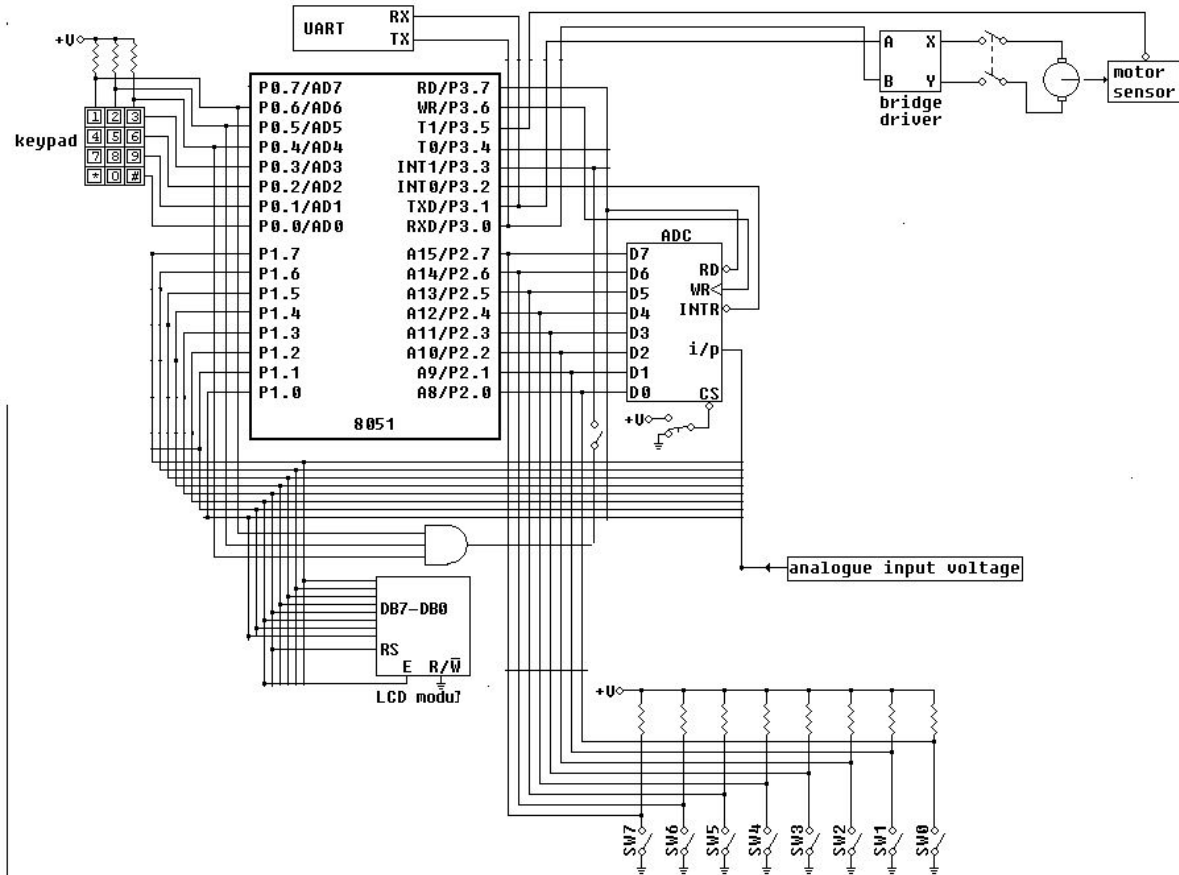 UART
RX
TX
+V
keypad
1 2 3
4 5 6
7 8 9
* 0 #
P0.7/AD7
P0.6/AD6
P0.5/AD5
P0.4/AD4
P0.3/AD3
P0.2/AD2
P0.1/AD1
P0.0/AD0
P1.7
P1.6
P1.5
P1.4
P1.3
P1.2
P1.1
P1.0
RD/P3.7
WR/P3.6
T1/P3.5
T0/P3.4
INT1/P3.3
INT0/P3.2
TXD/P3.1
RXD/P3.0
A15/P2.7
A14/P2.6
A13/P2.5
A12/P2.4
A11/P2.3
A10/P2.2
A9/P2.1
A8/P2.0
8051
A X
B Y
bridge
driver
motor
sensor
ADC
D7
D6
D5
D4
D3
D2
D1
D0
RD
WR
INTR
i/p
CS
+V
analogue input voltage
DB7-DB0
RS
E R/W̅
LCD modul
+V
SW7
SW6
SW5
SW4
SW3
SW2
SW1
SW0